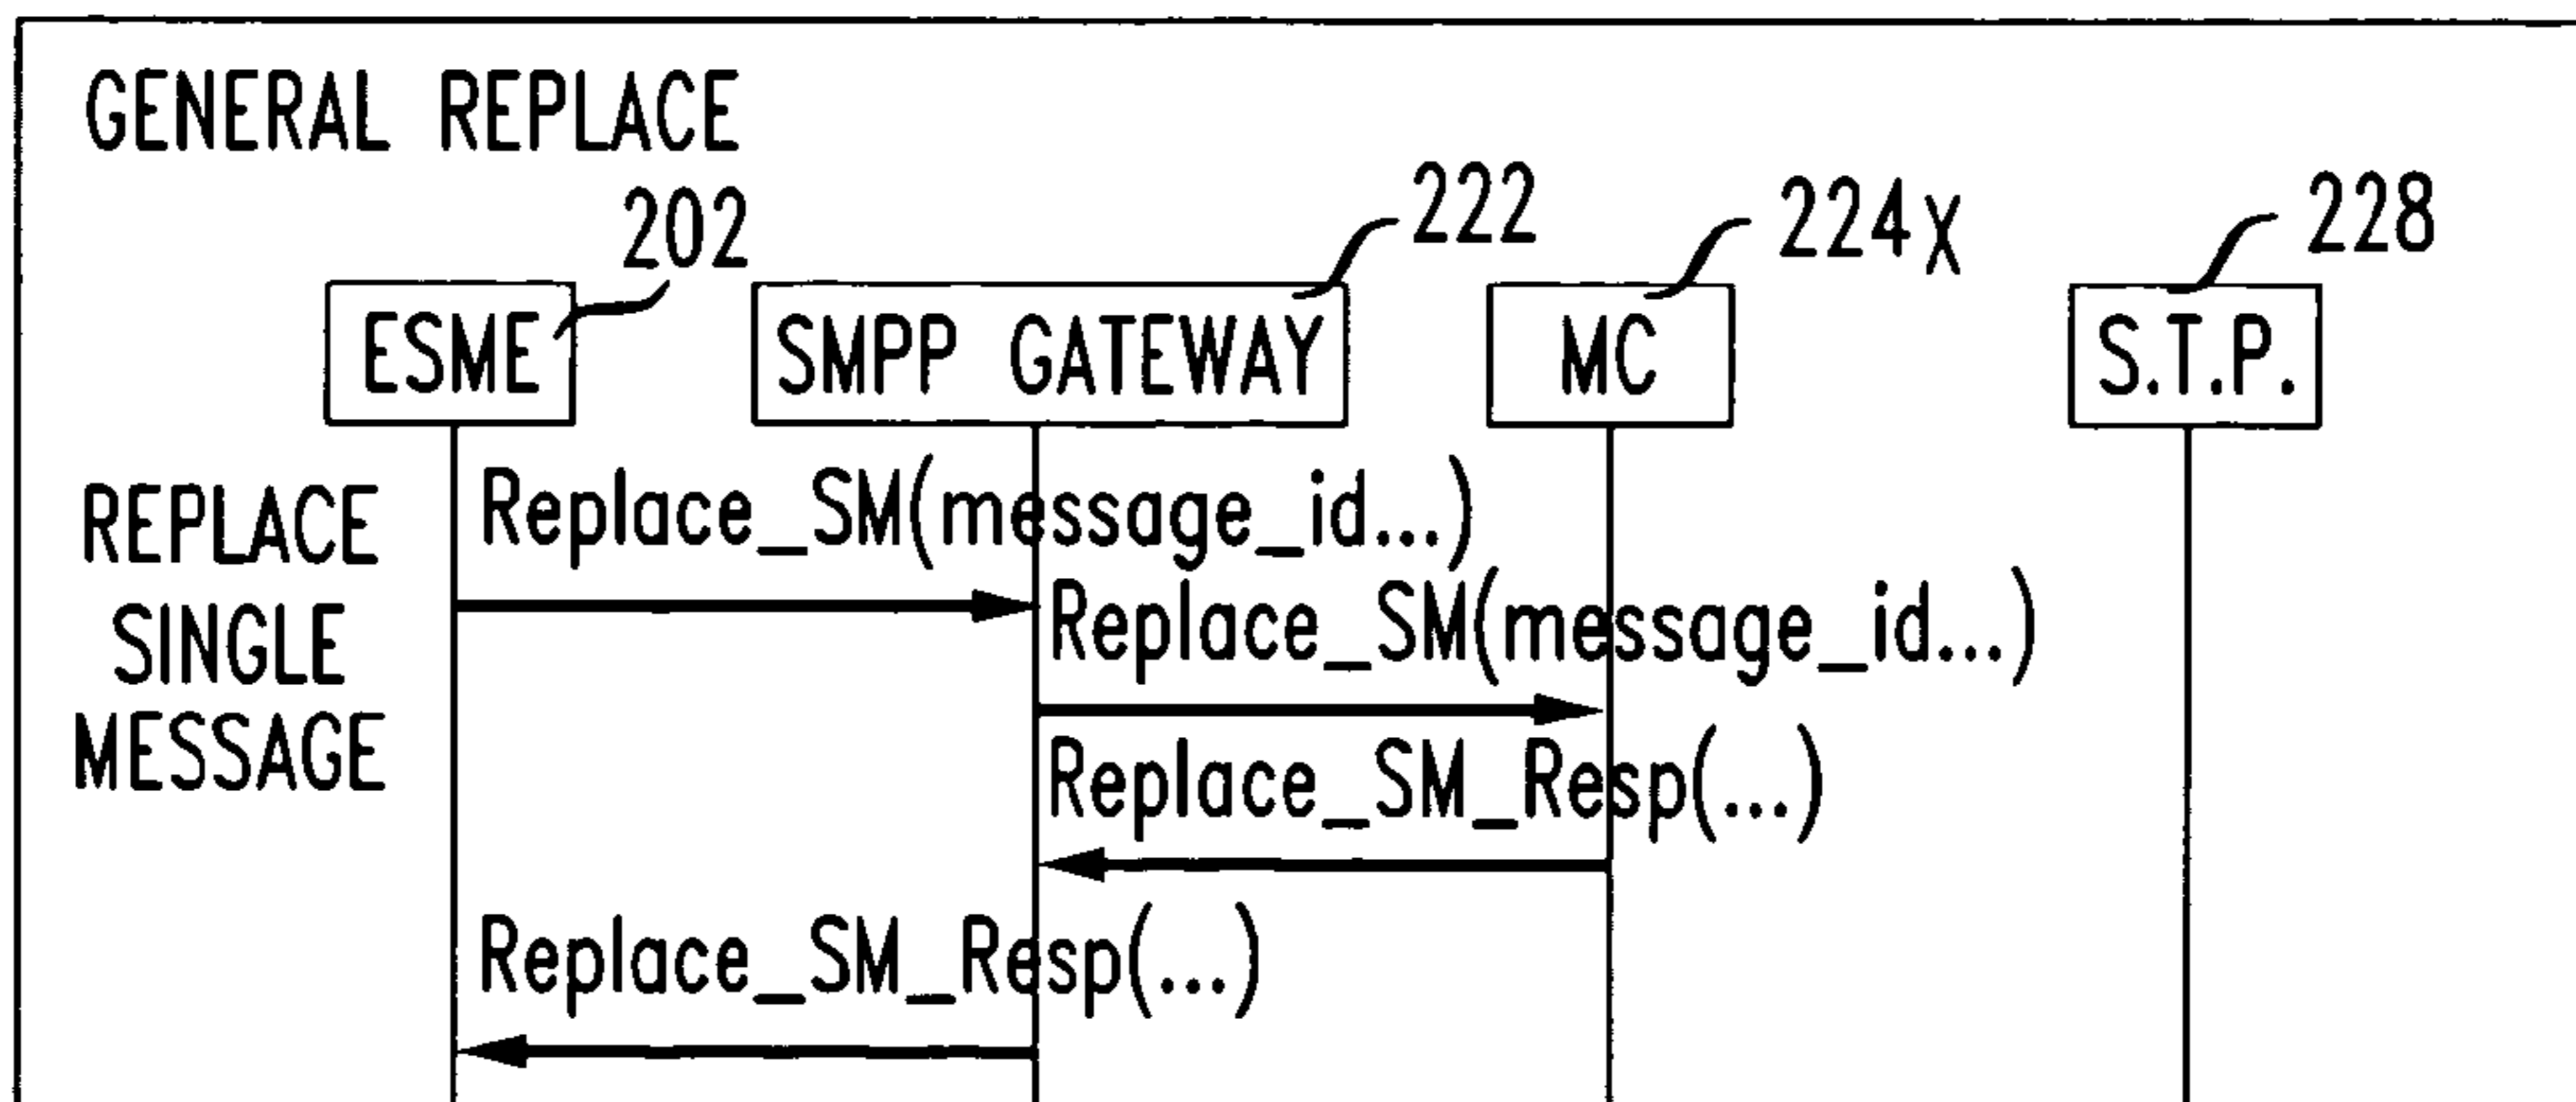 GENERAL REPLACE
202
222
224X
228
ESME
SMPP GATEWAY
MC
S.T.P.
REPLACE
SINGLE
MESSAGE
Replace_SM(message_id...)
Replace_SM(message_id...)
Replace_SM_Resp(...)
Replace_SM_Resp(...)